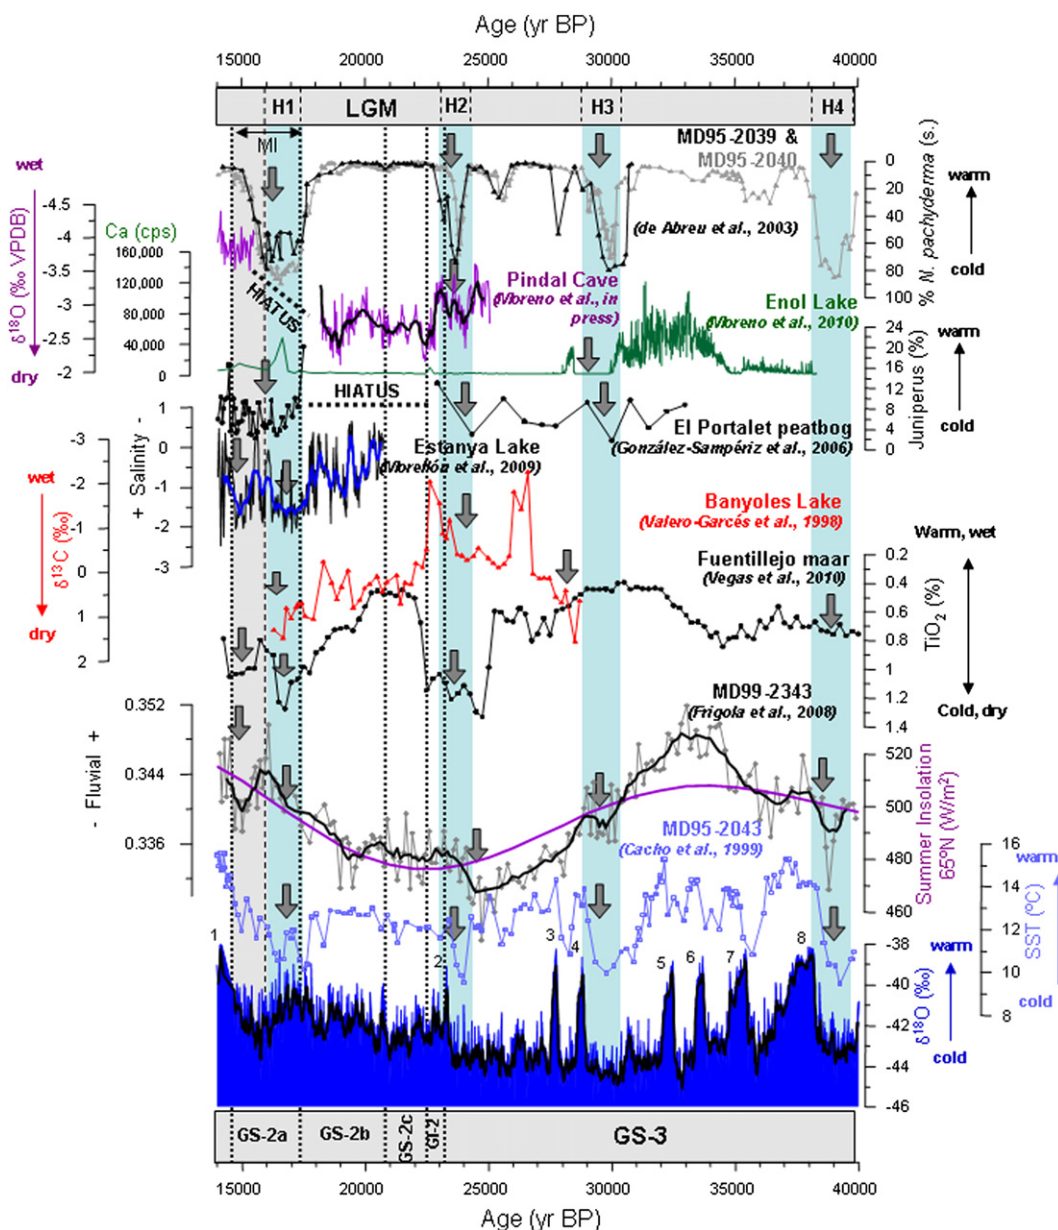 Age (yr BP)
15000 20000 25000 30000 35000 40000
H1 LGM H2 H3 H4
MI
MD95-2039 &
MD95-2040
(de Abreu et al., 2003)
wet
dry
δ18O (‰ VPDB)
-4.5
-4
-3.5
-3
-2.5
-2
Ca (cps)
160,000
120,000
80,000
40,000
0
HIATUS
Pindal Cave
(Moreno et al., in
press)
Enol Lake
(Moreno et al., 2010)
0
20
40
60
80
100
% N. pachyderma (s.)
warm
cold
24
20
16
12
8
4
0
Juniperus (%)
warm
cold
HIATUS
El Portalet peatbog
(González-Sampériz et al., 2006)
Estanya Lake
(Morellón et al., 2009)
+ Salinity -
1
0
-1
-2
-3
wet
dry
δ13C (‰)
-3
-2
-1
0
1
2
Banyoles Lake
(Valero-Garcés et al., 1998)
Fuentillejo maar
(Vegas et al., 2010)
0.2
0.4
0.6
0.8
1.0
1.2
1.4
TiO2 (%)
Warm, wet
Cold, dry
MD99-2343
(Frigola et al., 2008)
- Fluvial +
0.352
0.344
0.336
520
500
480
460
Summer Insolation
65ºN (W/m2)
MD95-2043
(Cacho et al., 1999)
16
14
12
10
8
SST (ºC)
warm
cold
1 2 3 4 5 6 7 8
-38
-40
-42
-44
-46
δ18O (‰)
warm
cold
GS-2a GS-2b GS-2c GI-2 GS-3
15000 20000 25000 30000 35000 40000
Age (yr BP)